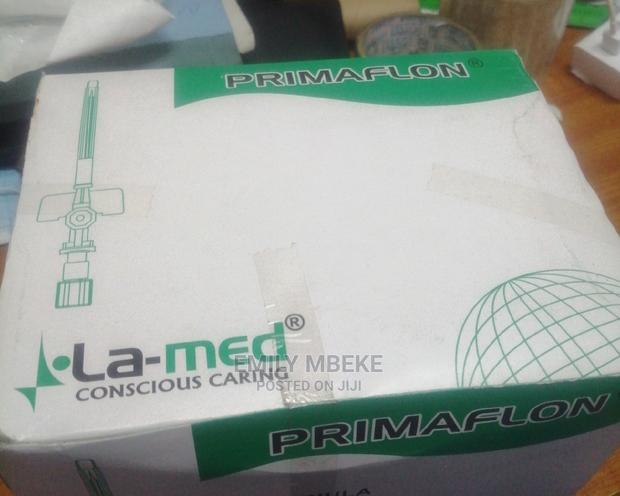 PRIMAFLON®
La-med®
CONSCIOUS CARING
EMILY MBEKE
POSTED ON JIJI
PRIMAFLON